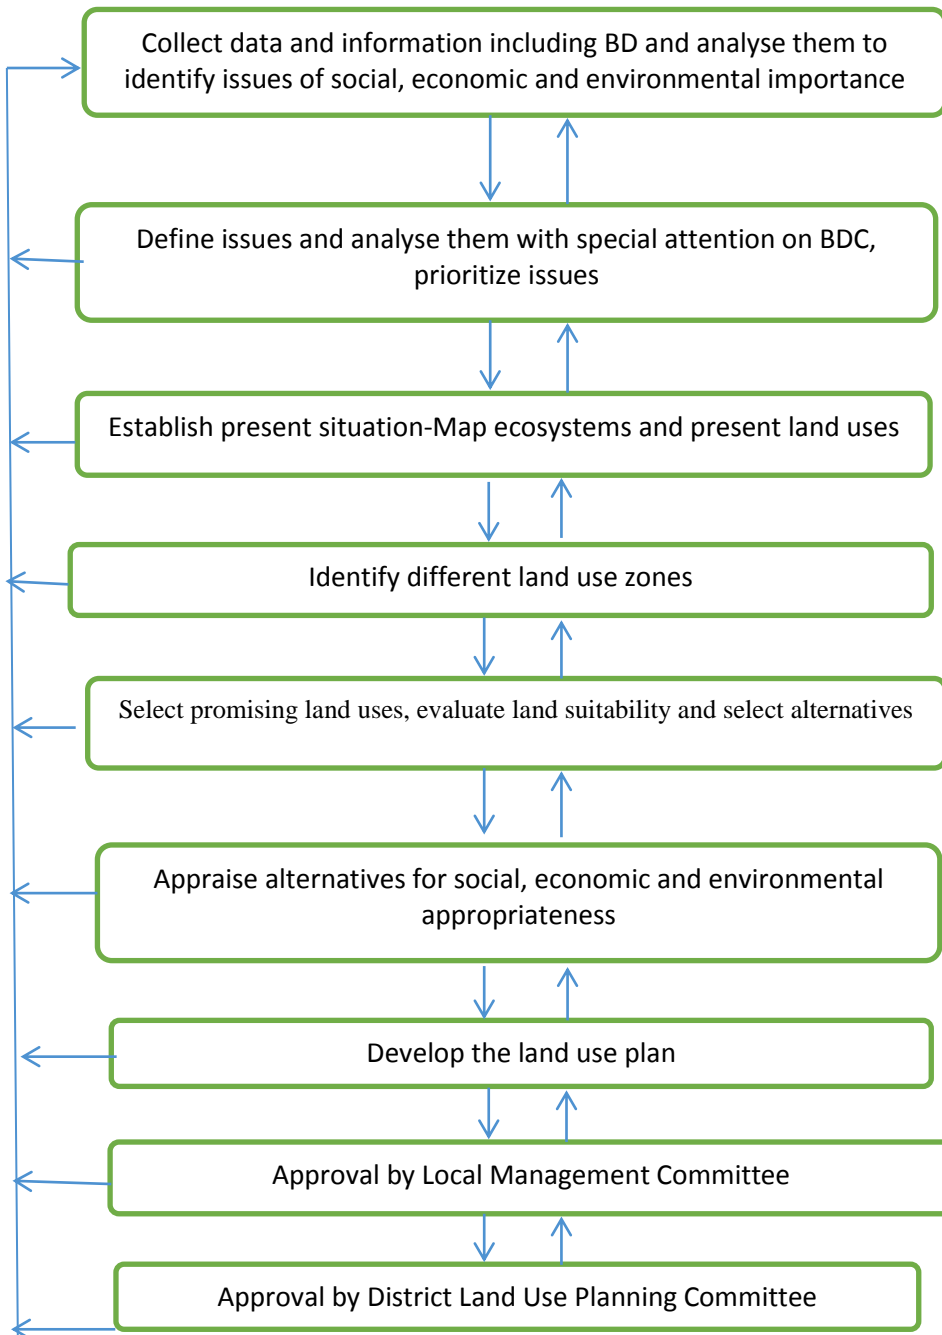 Collect data and information including BD and analyse them to
identify issues of social, economic and environmental importance
Define issues and analyse them with special attention on BDC,
prioritize issues
Establish present situation-Map ecosystems and present land uses
Identify different land use zones
Select promising land uses, evaluate land suitability and select alternatives
Appraise alternatives for social, economic and environmental
appropriateness
Develop the land use plan
Approval by Local Management Committee
Approval by District Land Use Planning Committee